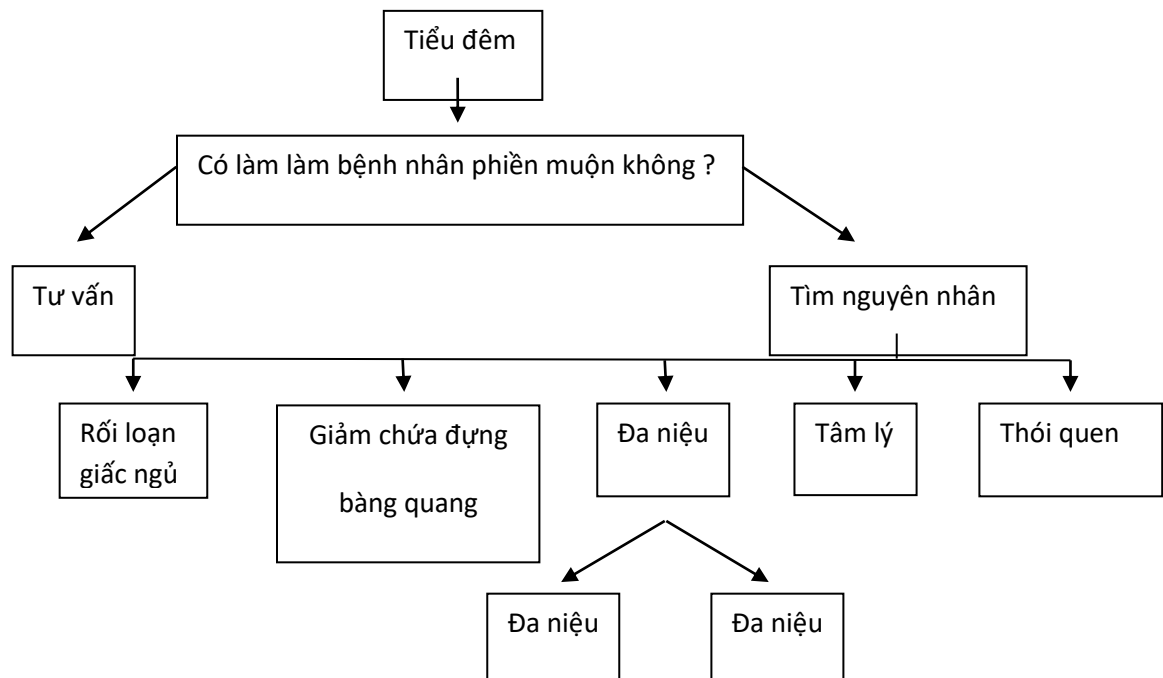 Tiểu đêm
Có làm làm bệnh nhân phiền muộn không ?
Tư vấn
Tìm nguyên nhân
Rối loạn
giấc ngủ
Giảm chứa đựng
bàng quang
Đa niệu
Tâm lý
Thói quen
Đa niệu
Đa niệu